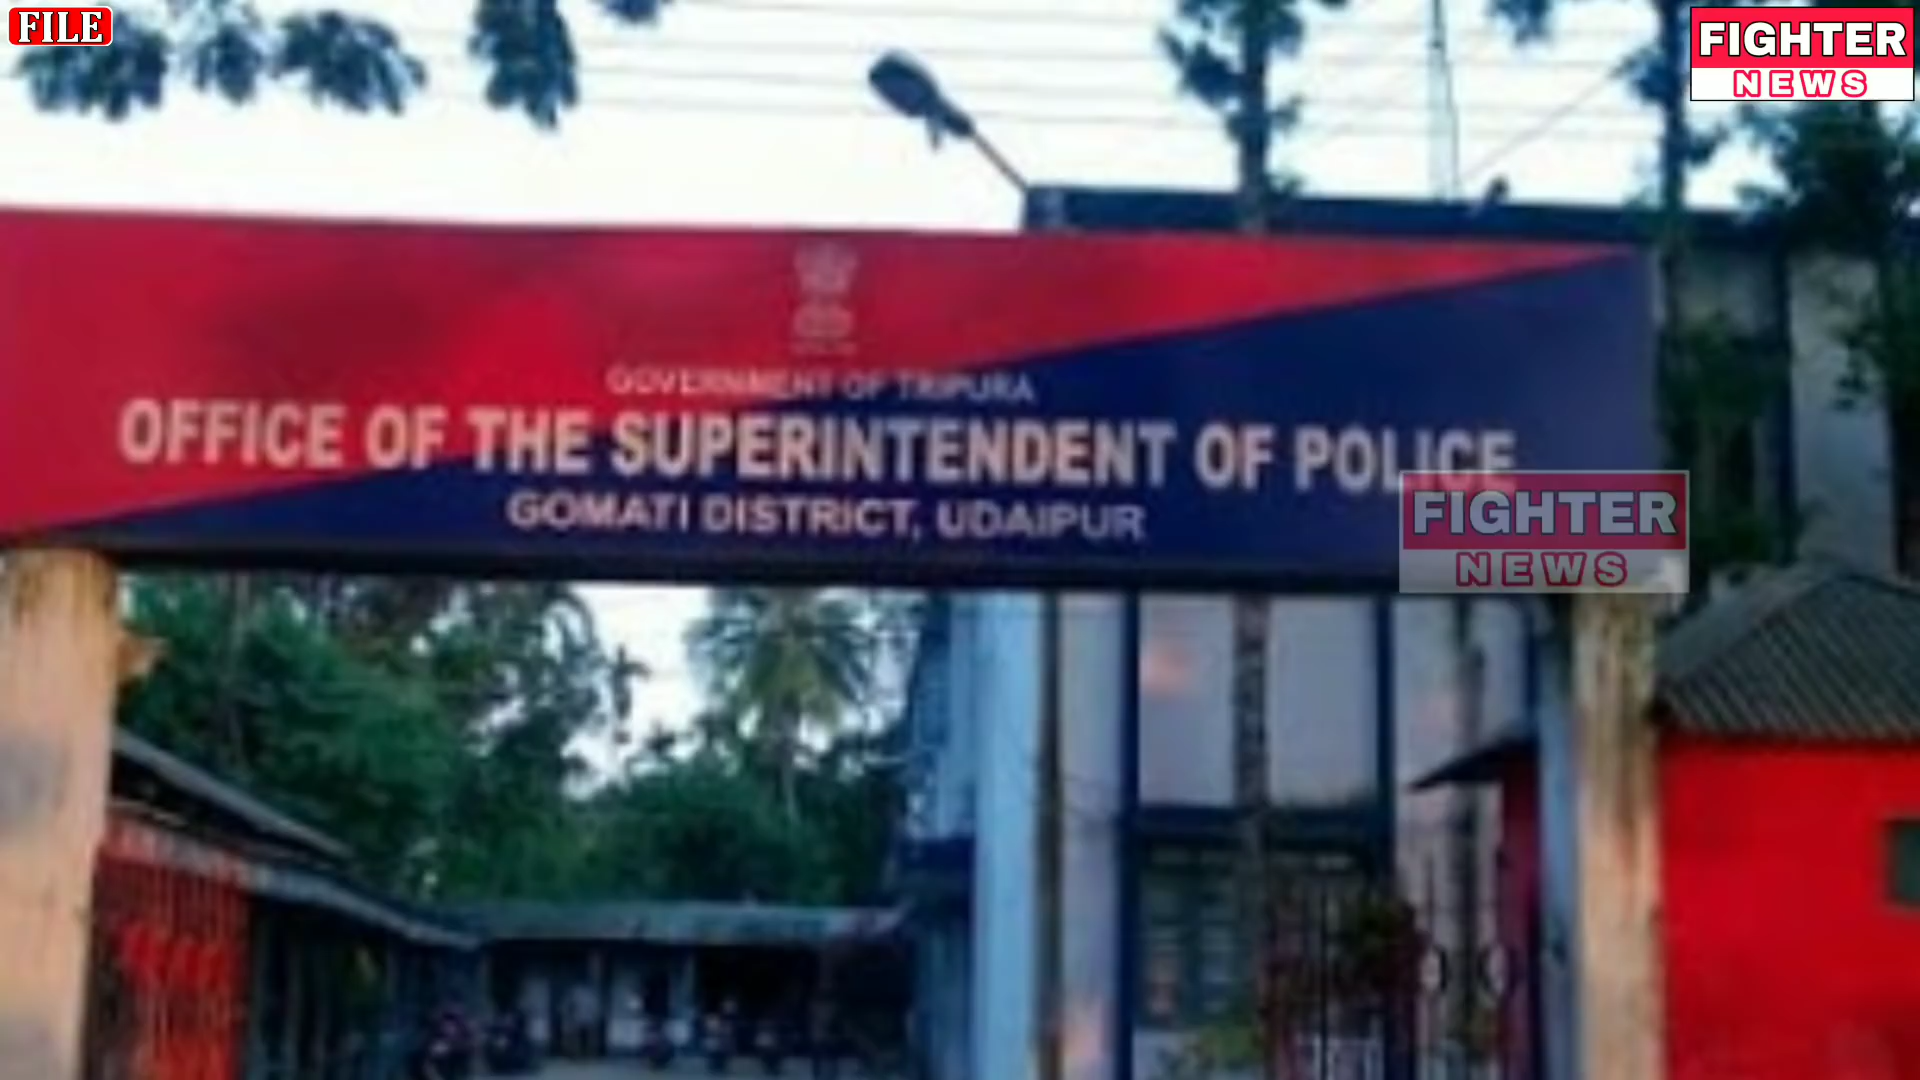 FILE
FIGHTER
NEWS
GOVERNMENT OF TRIPURA
OFFICE OF THE SUPERINTENDENT OF POLICE
GOMATI DISTRICT, UDAIPUR
FIGHTER
NEWS